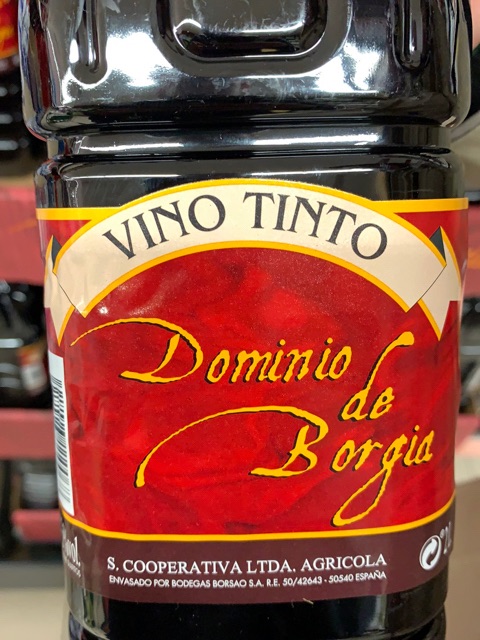 VINO TINTO
Dominio
de
Borgia
S. COOPERATIVA LTDA. AGRICOLA
ENVASADO POR BODEGAS BORSAO S.A. R.E. 50/42643 - 50540 ESPAÑA